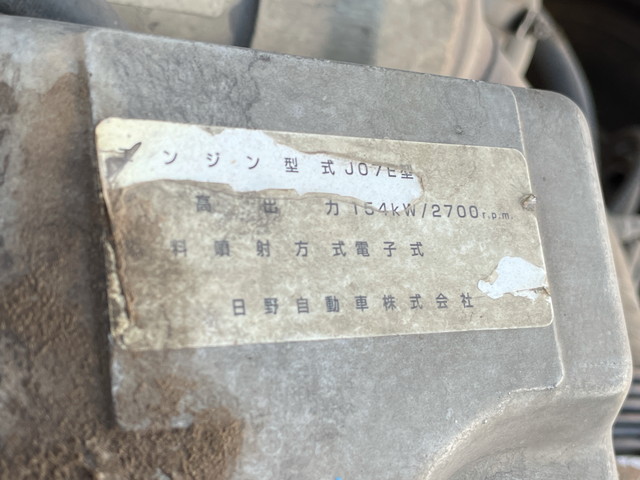 ンジン型式J07E型
高出力154kW/2700r.p.m
料噴射方式電子式
日野自動車株式会社